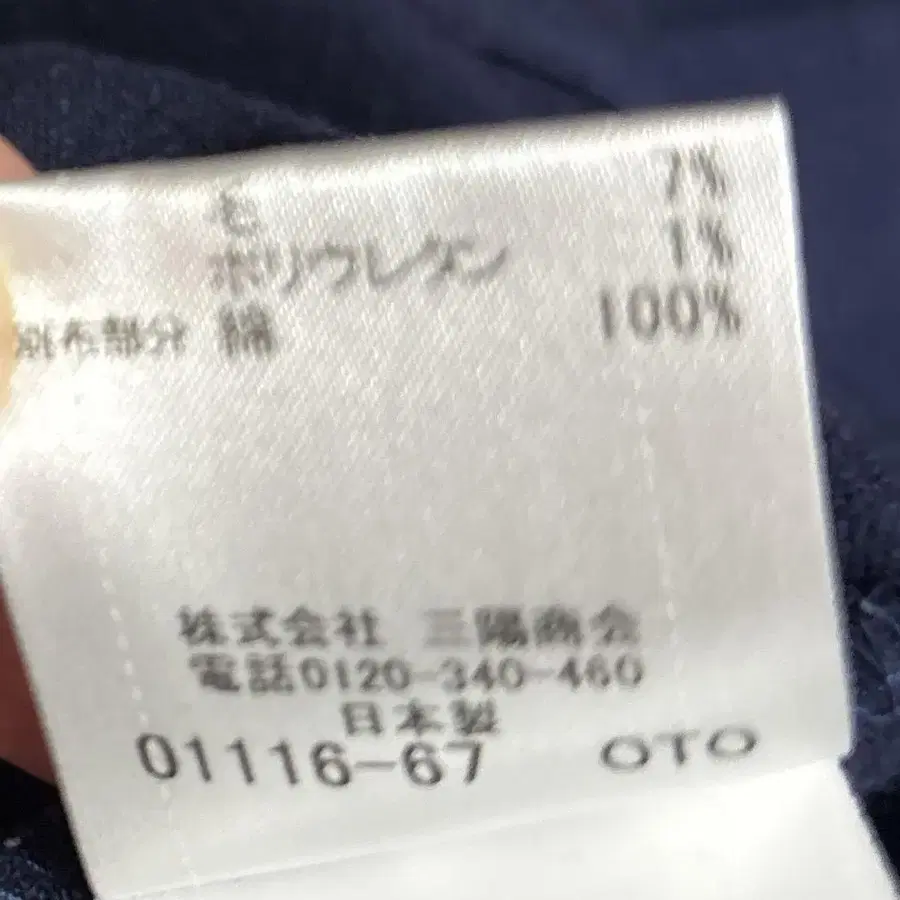 毛 7%
ポリウレタン 1%
別布部分 綿 100%
株式会社 三陽商会
電話0120-340-460
日本製
01116-67 OTO